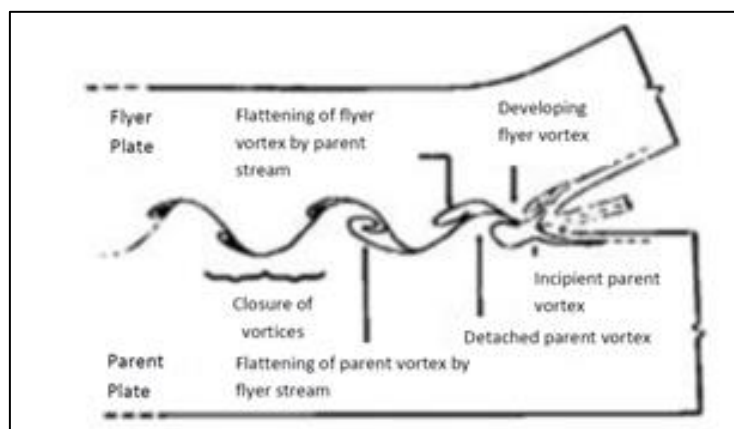 Flyer
Plate
Flattening of flyer
vortex by parent
stream
Developing
flyer vortex
Closure of
vortices
Incipient parent
vortex
Detached parent vortex
Parent
Plate
Flattening of parent vortex by
flyer stream